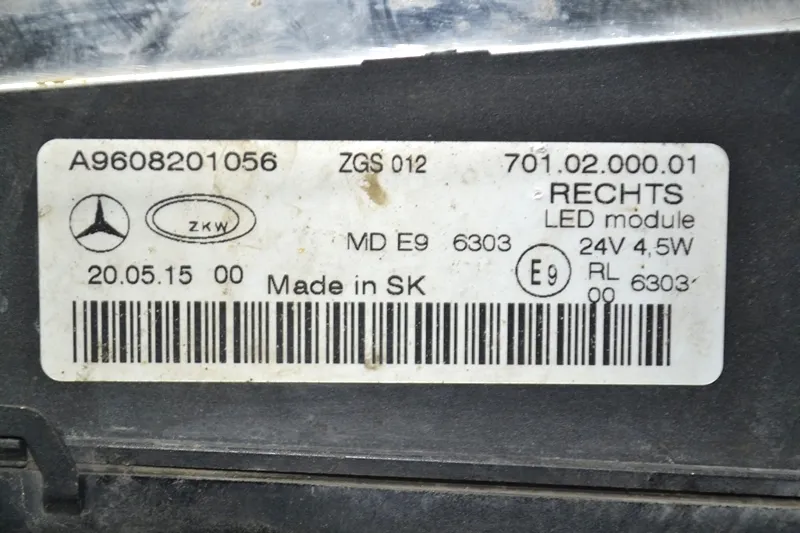 A9608201056 ZGS 012 701.02.000.01
RECHTS
ZKW LED module
MD E9 6303 24V 4,5W
20.05.15 00 Made in SK E9 RL 6303
00